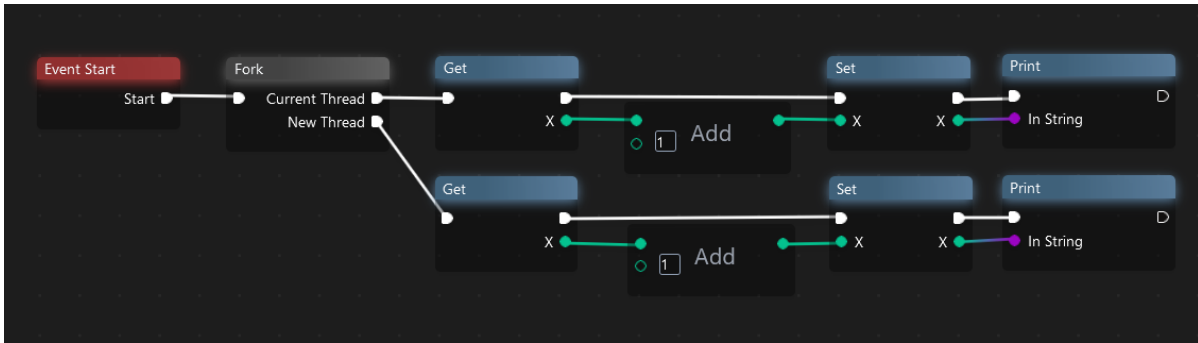 Event Start
Start
Fork
Current Thread
New Thread
Get
X
1
Add
Set
X
X
Print
In String
Get
X
1
Add
Set
X
X
Print
In String